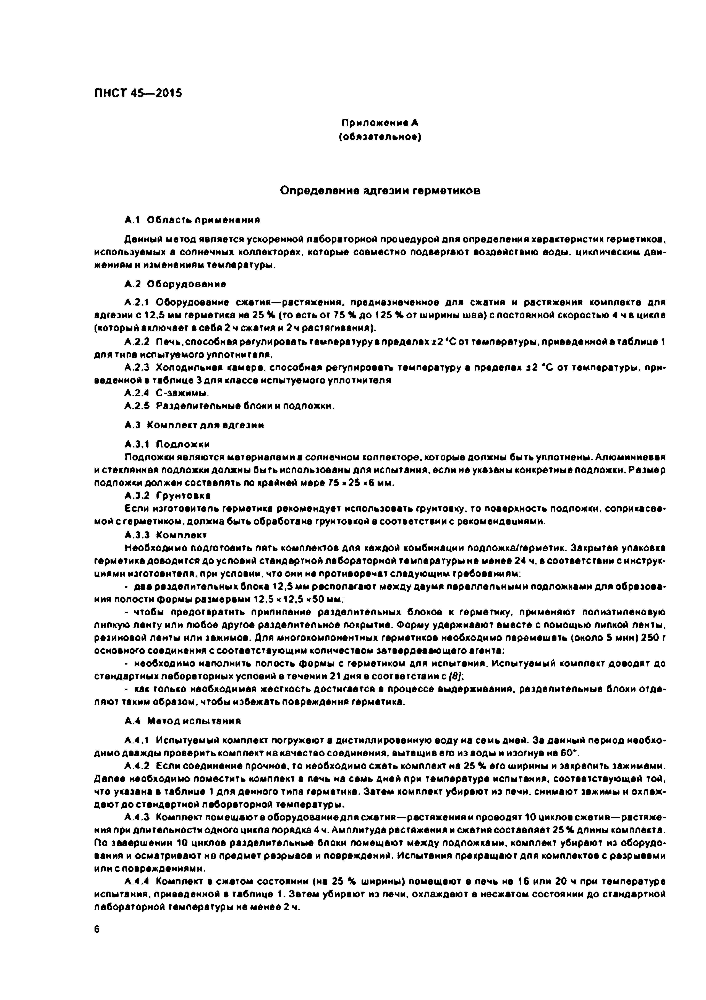 ПНСТ 45—2015
Приложение А
(обязательное)
Определение адгезии герметиков
А.1 Область применения
Данный метод является ускоренной лабораторной процедурой для определения характеристик герметиков,
используемых в солнечных коллекторах, которые совместно подвергают воздействию воды, циклическим дви-
жениям и изменениям температуры.
А.2 Оборудование
А.2.1 Оборудование сжатия—растяжения, предназначенное для сжатия и растяжения комплекта для
адгезии с 12,5 мм герметика на 25 % (то есть от 75 % до 125 % от ширины шва) с постоянной скоростью 4 ч в цикле
(который включает в себя 2 ч сжатия и 2 ч растягивания).
А.2.2 Печь, способная регулировать температуру в пределах ±2 °С от температуры, приведенной в таблице 1
для типа испытуемого уплотнителя.
А.2.3 Холодильная камера, способная регулировать температуру в пределах ±2 °С от температуры, при-
веденной в таблице 3 для класса испытуемого уплотнителя
А.2.4 С-зажимы.
А.2.5 Разделительные блоки и подложки.
А.3 Комплект для адгезии
А.3.1 Подложки
Подложки являются материалами в солнечном коллекторе, которые должны быть уплотнены. Алюминиевая
и стеклянная подложки должны быть использованы для испытания, если не указаны конкретные подложки. Размер
подложки должен составлять по крайней мере 75 × 25 ×6 мм.
А.3.2 Грунтовка
Если изготовитель герметика рекомендует использовать грунтовку, то поверхность подложки, соприкасае-
мой с герметиком, должна быть обработана грунтовкой в соответствии с рекомендациями.
А.3.3 Комплект
Необходимо подготовить пять комплектов для каждой комбинации подложка/герметик. Закрытая упаковка
герметика доводится до условий стандартной лабораторной температуры не менее 24 ч, в соответствии с инструк-
циями изготовителя, при условии, что они не противоречат следующим требованиям:
- два разделительных блока 12,5 мм располагают между двумя параллельными подложками для образова-
ния полости формы размерами 12,5 ×12,5 ×50 мм;
- чтобы предотвратить прилипание разделительных блоков к герметику, применяют полиэтиленовую
липкую ленту или любое другое разделительное покрытие. Форму удерживают вместе с помощью липкой ленты,
резиновой ленты или зажимов. Для многокомпонентных герметиков необходимо перемешать (около 5 мин) 250 г
основного соединения с соответствующим количеством затвердевающего агента;
- необходимо наполнить полость формы с герметиком для испытания. Испытуемый комплект доводят до
стандартных лабораторных условий в течении 21 дня в соответствии с [8];
- как только необходимая жесткость достигается в процессе выдерживания, разделительные блоки отде-
ляют таким образом, чтобы избежать повреждения герметика.
А.4 Метод испытания
А.4.1 Испытуемый комплект погружают в дистиллированную воду на семь дней. За данный период необхо-
димо дважды проверить комплект на качество соединения, вытащив его из воды и изогнув на 60°.
А.4.2 Если соединение прочное, то необходимо сжать комплект на 25 % его ширины и закрепить зажимами.
Далее необходимо поместить комплект в печь на семь дней при температуре испытания, соответствующей той,
что указана в таблице 1 для денного типа герметика. Затем комплект убирают из печи, снимают зажимы и охлаж-
дают до стандартной лабораторной температуры.
А.4.3 Комплект помещают в оборудование для сжатия—растяжения и проводят 10 циклов сжатия—растяже-
ния при длительности одного цикла порядка 4 ч. Амплитуда растяжения и сжатия составляет 25 % длины комплекта.
По завершении 10 циклов разделительные блоки помещают между подложками, комплект убирают из оборудо-
вания и осматривают на предмет разрывов и повреждений. Испытания прекращают для комплектов с разрывами
или с повреждениями.
А.4.4 Комплект в сжатом состоянии (на 25 % ширины) помещают в печь на 16 или 20 ч при температуре
испытания, приведенной в таблице 1. Затем убирают из печи, охлаждают в несжатом состоянии до стандартной
лабораторной температуры не менее 2 ч.
6